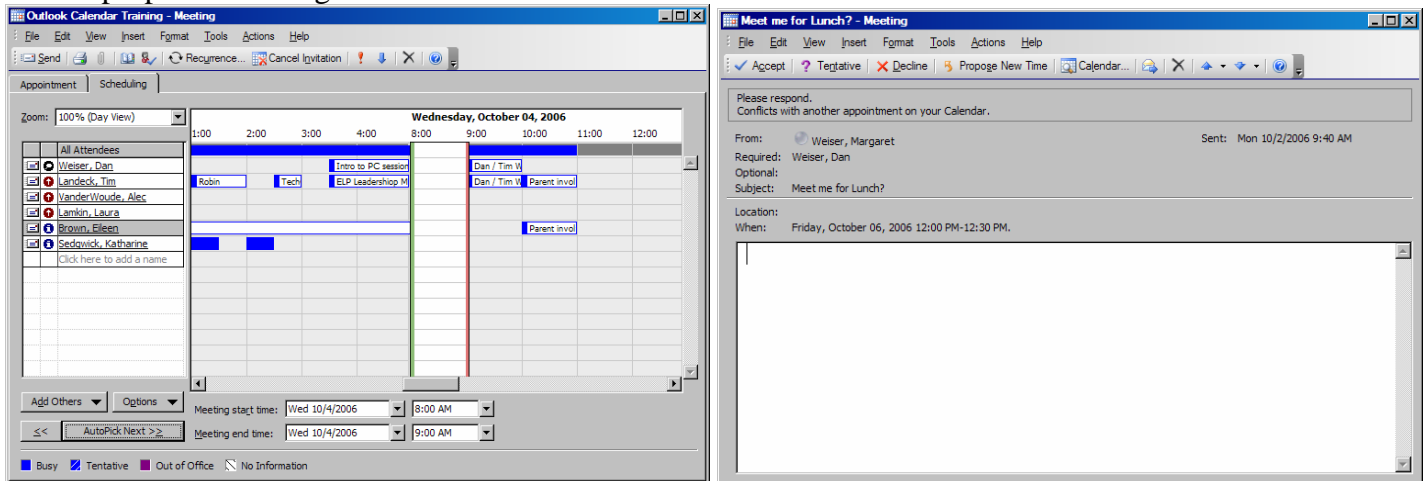 Outlook Calendar Training - Meeting
File Edit View Insert Format Tools Actions Help
Send Recurrence... Cancel Invitation
Appointment Scheduling
Zoom: 100% (Day View)
Wednesday, October 04, 2006
1:00 2:00 3:00 4:00 8:00 9:00 10:00 11:00 12:00
All Attendees
Weiser, Dan Intro to PC session Dan / Tim W
Landeck, Tim Robin Tech ELP Leadershiop M Dan / Tim W Parent invol
VanderWoude, Alec
Lamkin, Laura
Brown, Eileen Parent invol
Sedgwick, Katharine
Click here to add a name
Add Others Options Meeting start time: Wed 10/4/2006 8:00 AM
<< AutoPick Next >> Meeting end time: Wed 10/4/2006 9:00 AM
Busy Tentative Out of Office No Information
Meet me for Lunch? - Meeting
File Edit View Insert Format Tools Actions Help
Accept ? Tentative Decline Propose New Time Calendar...
Please respond.
Conflicts with another appointment on your Calendar.
From: Weiser, Margaret Sent: Mon 10/2/2006 9:40 AM
Required: Weiser, Dan
Optional:
Subject: Meet me for Lunch?
Location:
When: Friday, October 06, 2006 12:00 PM-12:30 PM.